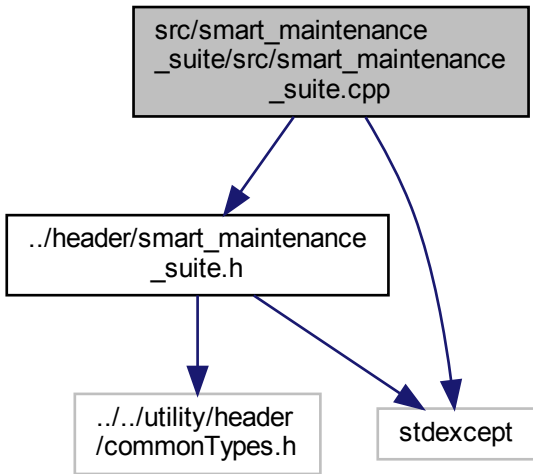 src/smart_maintenance
_suite/src/smart_maintenance
_suite.cpp
../header/smart_maintenance
_suite.h
../../utility/header
/commonTypes.h
stdexcept